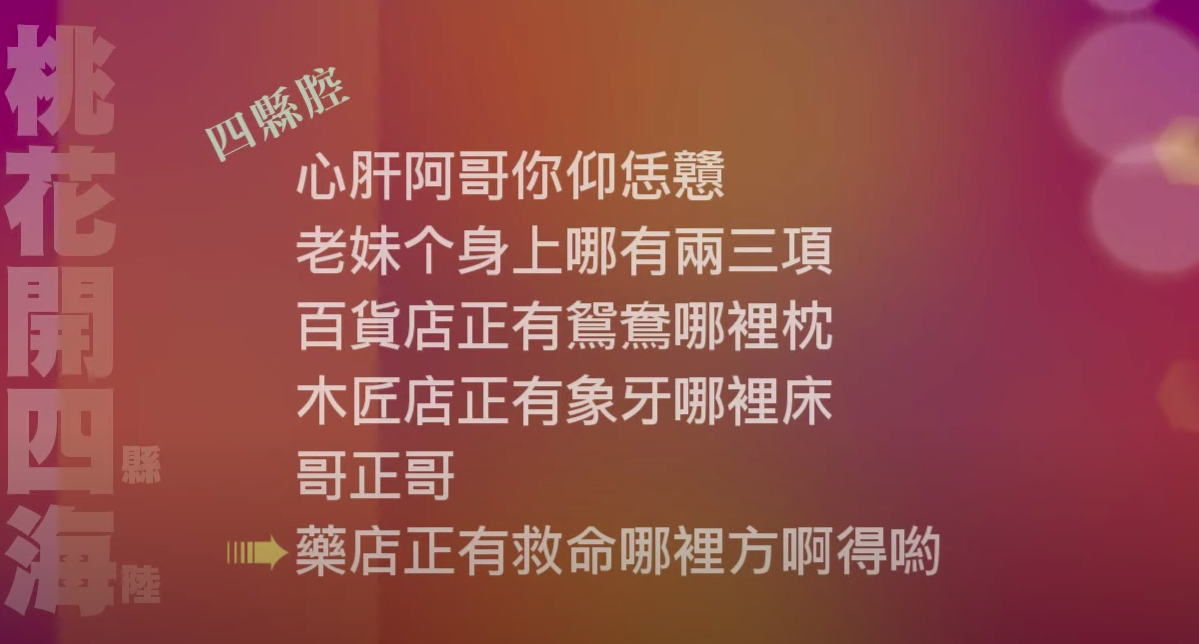 桃花開四縣海陸
四縣腔
心肝阿哥你仰恁戇
老妹个身上哪有兩三項
百貨店正有鴛鴦哪裡枕
木匠店正有象牙哪裡床
哥正哥
藥店正有救命哪裡方啊得喲